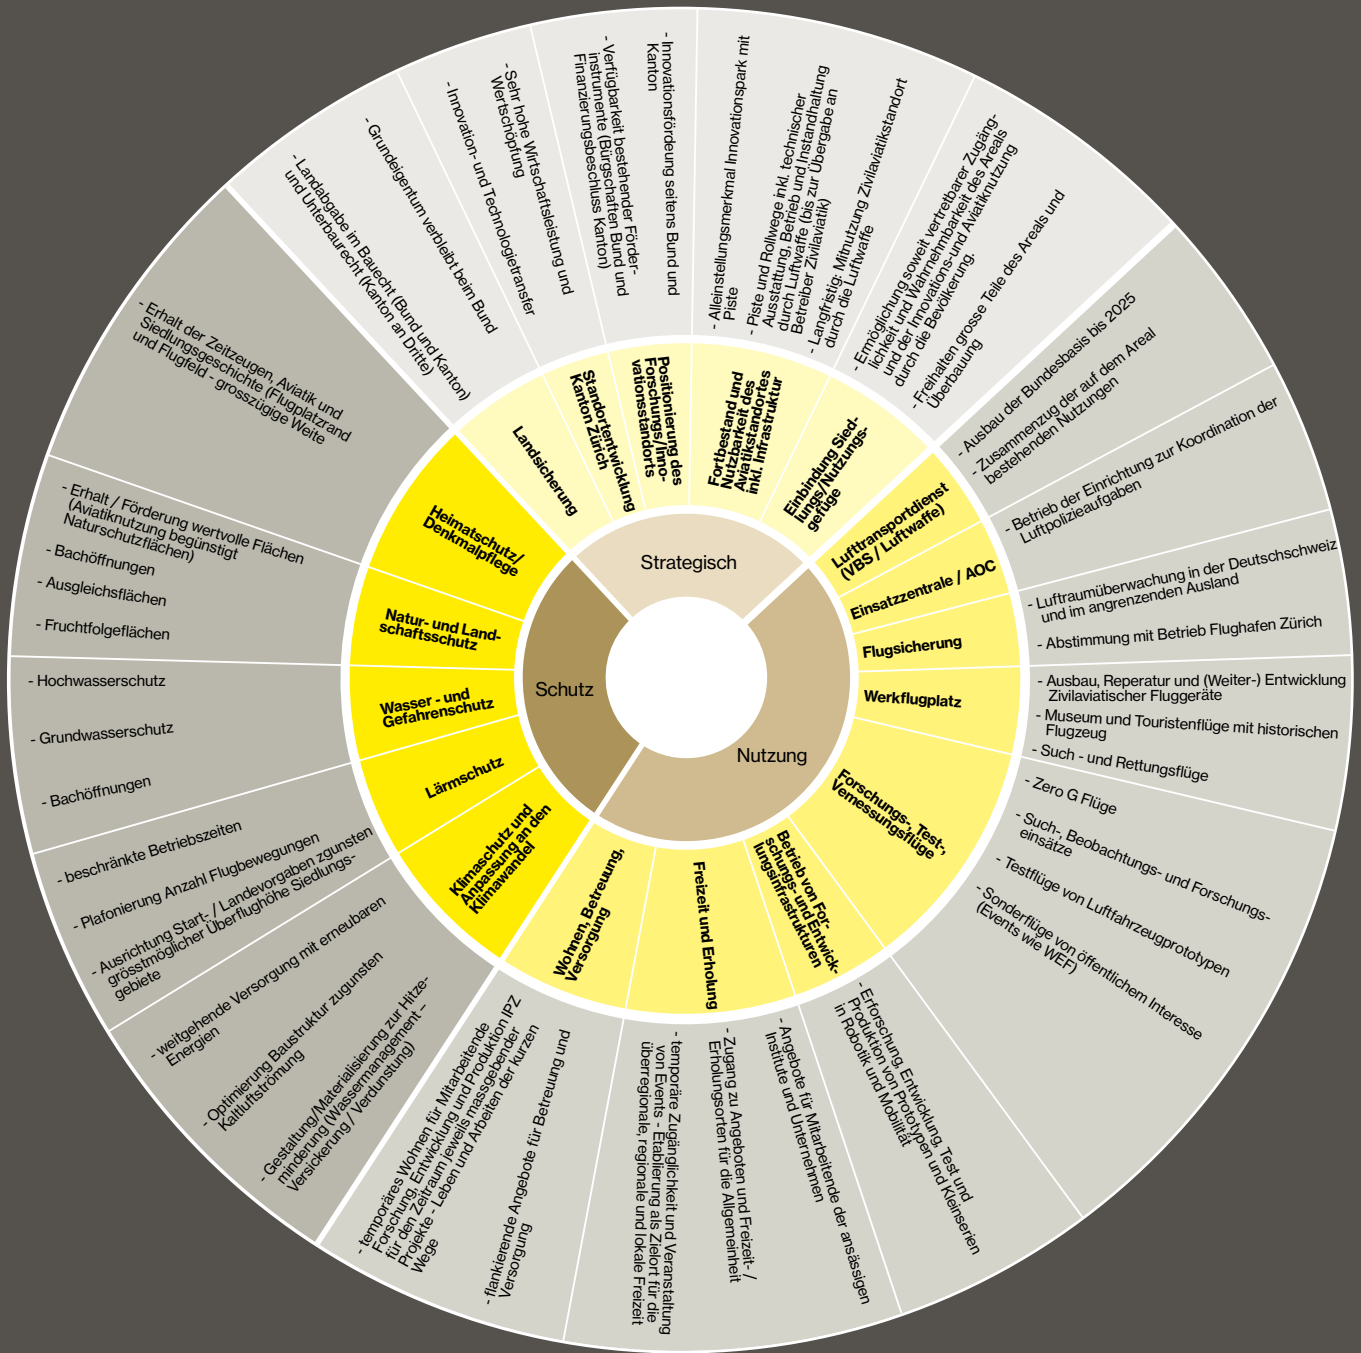 Strategisch
Nutzung
Schutz
Landsicherung
Standortentwicklung
Kanton Zürich
Positionierung des
Forschungs/Inno-
vationsstandorts
Fortbestand und
Nutzbarkeit des
Aviatikstandortes
inkl. Infrastruktur
Einbindung Sied-
lungs/Nutzungs-
gefüge
Lufttransportdienst
(VBS / Luftwaffe)
Einsatzzentrale / AOC
Flugsicherung
Werkflugplatz
Forschungs-, Test-,
Vemessungsflüge
Betrieb von For-
schungs- und Entwick-
lungsinfrastrukturen
Freizeit und Erholung
Wohnen, Betreuung,
Versorgung
Klimaschutz und
Anpassung an den
Klimawandel
Lärmschutz
Wasser - und
Gefahrenschutz
Natur- und Land-
schaftsschutz
Heimatschutz/
Denkmalpflege
- Landabgabe im Bauecht (Bund und Kanton)
und Unterbaurecht (Kanton an Dritte)
- Grundeigentum verbleibt beim Bund
- Innovation- und Technologietransfer
- Sehr hohe Wirtschaftsleistung und
Wertschöpfung
- Verfügbarkeit bestehender Förder-
instrumente (Bürgschaften Bund und
Finanzierungsbeschluss Kanton)
- Innovationsfördeung seitens Bund und
Kanton
- Alleinstellungsmerkmal Innovationspark mit
Piste
- Piste und Rollwege inkl. technischer
Ausstattung, Betrieb und Instandhaltung
durch Luftwaffe (bis zur Übergabe an
Betreiber Zivilaviatik)
- Langfristig: Mitnutzung Zivilaviatikstandort
durch die Luftwaffe
- Ermöglichung soweit vertretbarer Zugäng-
lichkeit und Wahrnehmbarkeit des Areals
und der Innovations-und Aviatiknutzung
durch die Bevölkerung.
- Freihalten grosse Teile des Areals und
Überbauung
- Ausbau der Bundesbasis bis 2025
- Zusammenzug der auf dem Areal
bestehenden Nutzungen
- Betrieb der Einrichtung zur Koordination der
Luftpolizieaufgaben
- Luftraumüberwachung in der Deutschschweiz
und im angrenzenden Ausland
- Abstimmung mit Betrieb Flughafen Zürich
- Ausbau, Reperatur und (Weiter-) Entwicklung
Zivilaviatischer Fluggeräte
- Museum und Touristenflüge mit historischen
Flugzeug
- Such - und Rettungsflüge
- Zero G Flüge
- Such-, Beobachtungs- und Forschungs-
einsätze
- Testflüge von Luftfahrzeugprototypen
- Sonderflüge von öffentlichem Interesse
(Events wie WEF)
- Erforschung, Entwicklung, Test und
Produktion von Prototypen und Kleinserien
in Robotik und Mobilität
- Angebote für Mitarbeitende der ansässigen
Institute und Unternehmen
- Zugang zu Angeboten und Freizeit- /
Erholungsorten für die Allgemeinheit
- temporäre Zugänglichkeit und Veranstaltung
von Events - Etablierung als Zielort für die
überregionale, regionale und lokale Freizeit
- flankierende Angebote für Betreuung und
Versorgung
- temporäres Wohnen für Mitarbeitende
Forschung, Entwicklung und Produktion IPZ
für den Zeitraum jeweils massgebender
Projekte - Leben und Arbeiten der kurzen
Wege
- Gestaltung/Materialisierung zur Hitze-
minderung (Wassermanagement –
Versickerung / Verdunstung)
- Optimierung Baustruktur zugunsten
Kaltluftströmung
- weitgehende Versorgung mit erneubaren
Energien
- beschränkte Betriebszeiten
- Plafonierung Anzahl Flugbewegungen
- Ausrichtung Start- / Landevorgaben zgunsten
grösstmöglicher Überflughöhe Siedlungs-
gebiete
- Hochwasserschutz
- Grundwasserschutz
- Bachöffnungen
- Erhalt / Förderung wertvolle Flächen
(Aviatiknutzung begünstigt
Naturschutzflächen)
- Bachöffnungen
- Ausgleichsflächen
- Fruchtfolgeflächen
- Erhalt der Zeitzeugen, Aviatik und
Siedlungsgeschichte (Flugplatzrand
und Flugfeld - grosszügige Weite